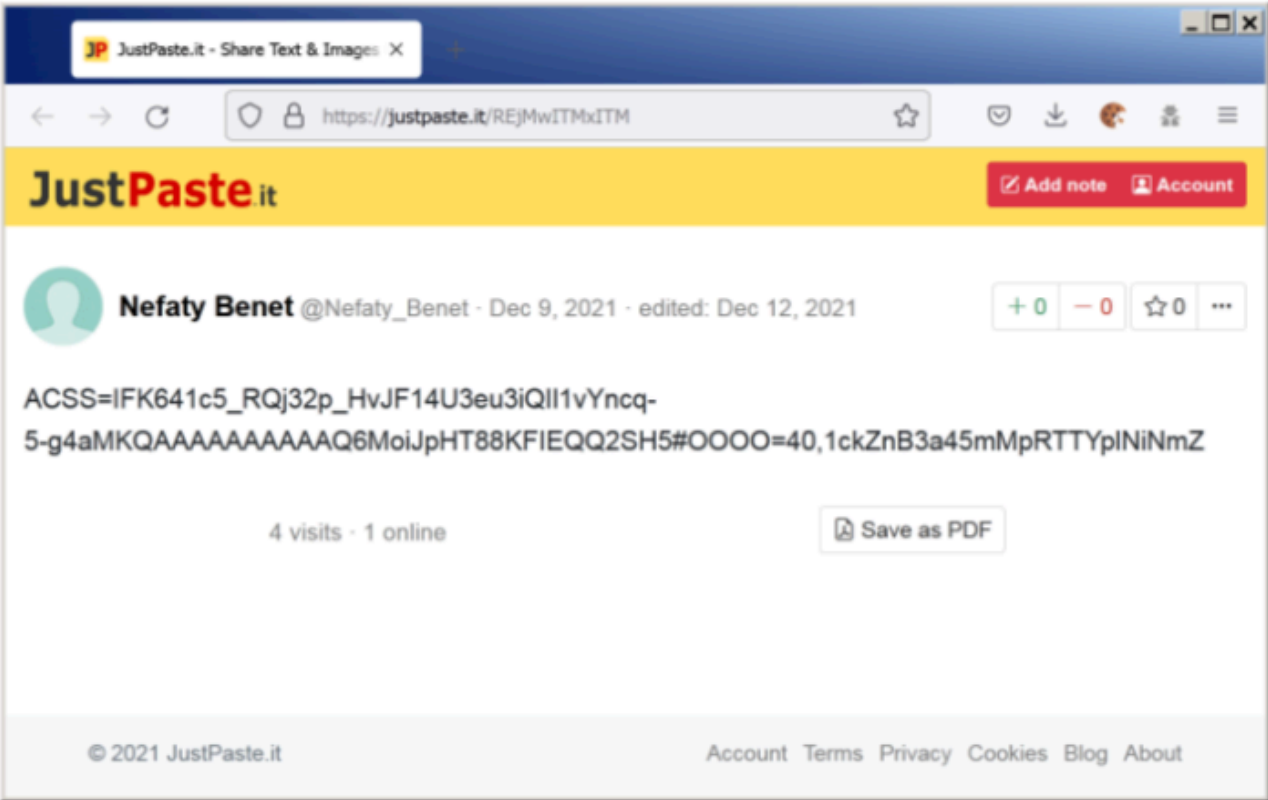 JustPaste.it - Share Text & Images
https://justpaste.it/REjMwITMxITM
JustPaste.it
Add note Account
Nefaty Benet @Nefaty_Benet · Dec 9, 2021 · edited: Dec 12, 2021
+ 0 − 0 0 ...
ACSS=IFK641c5_RQj32p_HvJF14U3eu3iQIl1vYncq-
5-g4aMKQAAAAAAAAAAQ6MoiJpHT88KFIEQQ2SH5#OOOO=40,1ckZnB3a45mMpRTTYplNiNmZ
4 visits · 1 online
Save as PDF
© 2021 JustPaste.it
Account Terms Privacy Cookies Blog About